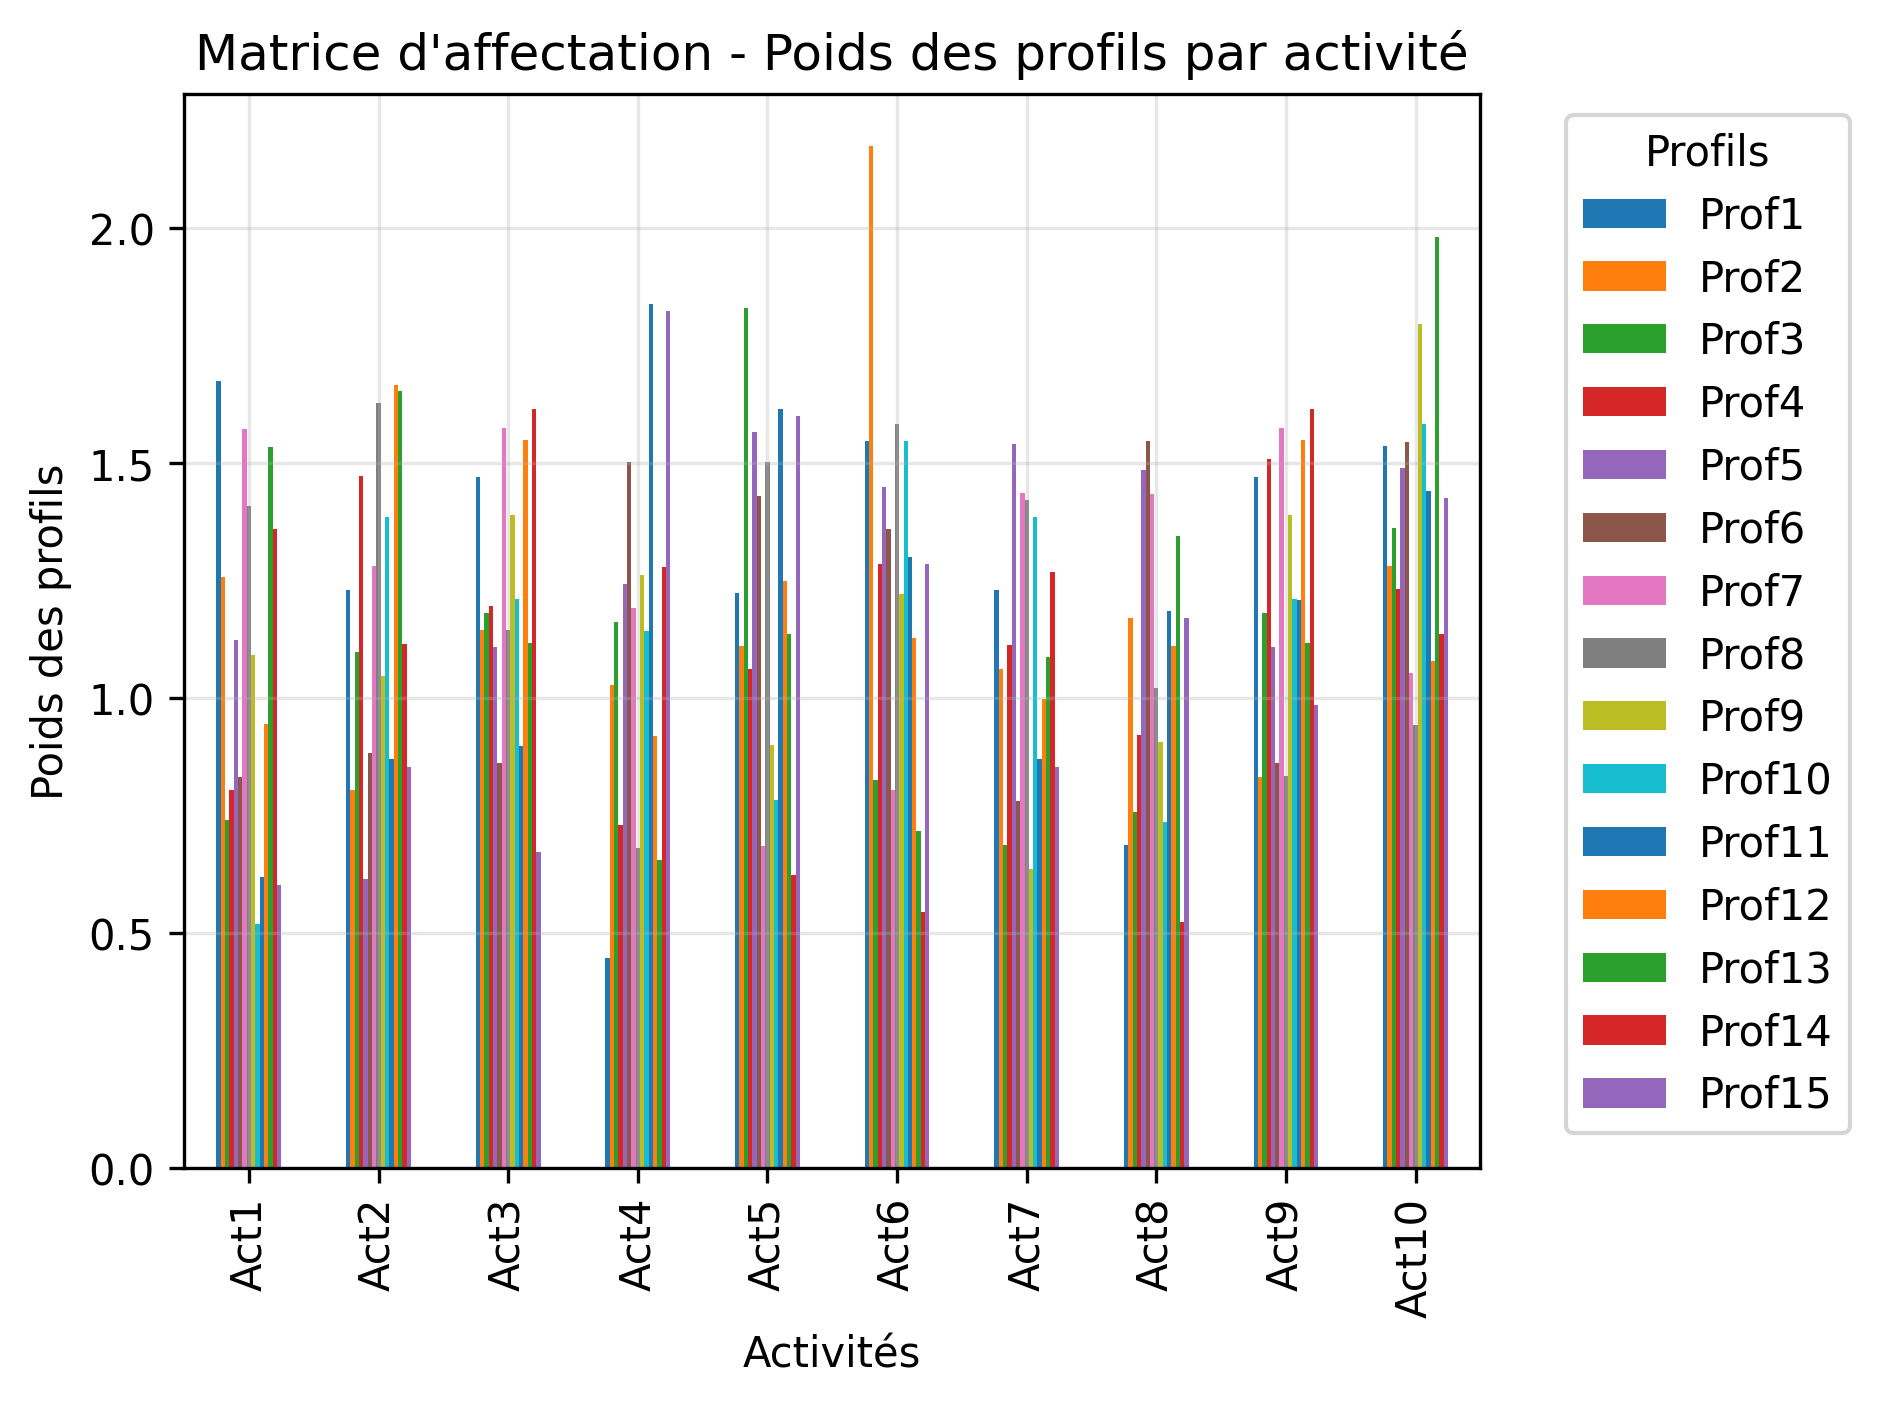 Matrice d'affectation - Poids des profils par activité
Poids des profils
2.0
1.5
1.0
0.5
0.0
Act1
Act2
Act3
Act4
Act5
Act6
Act7
Act8
Act9
Act10
Activités
Profils
Prof1
Prof2
Prof3
Prof4
Prof5
Prof6
Prof7
Prof8
Prof9
Prof10
Prof11
Prof12
Prof13
Prof14
Prof15